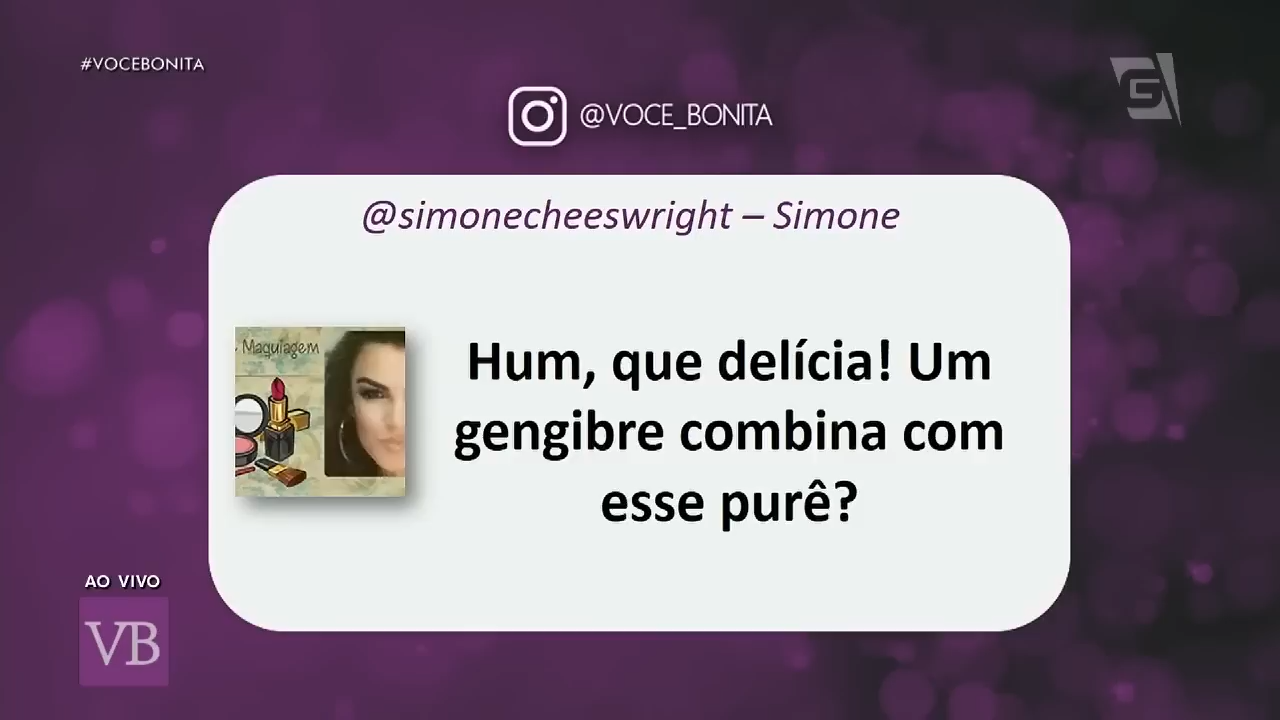 #VOCEBONITA
@VOCE_BONITA
@simonecheeswright – Simone
Maquiagem
Hum, que delícia! Um
gengibre combina com
esse purê?
AO VIVO
VB